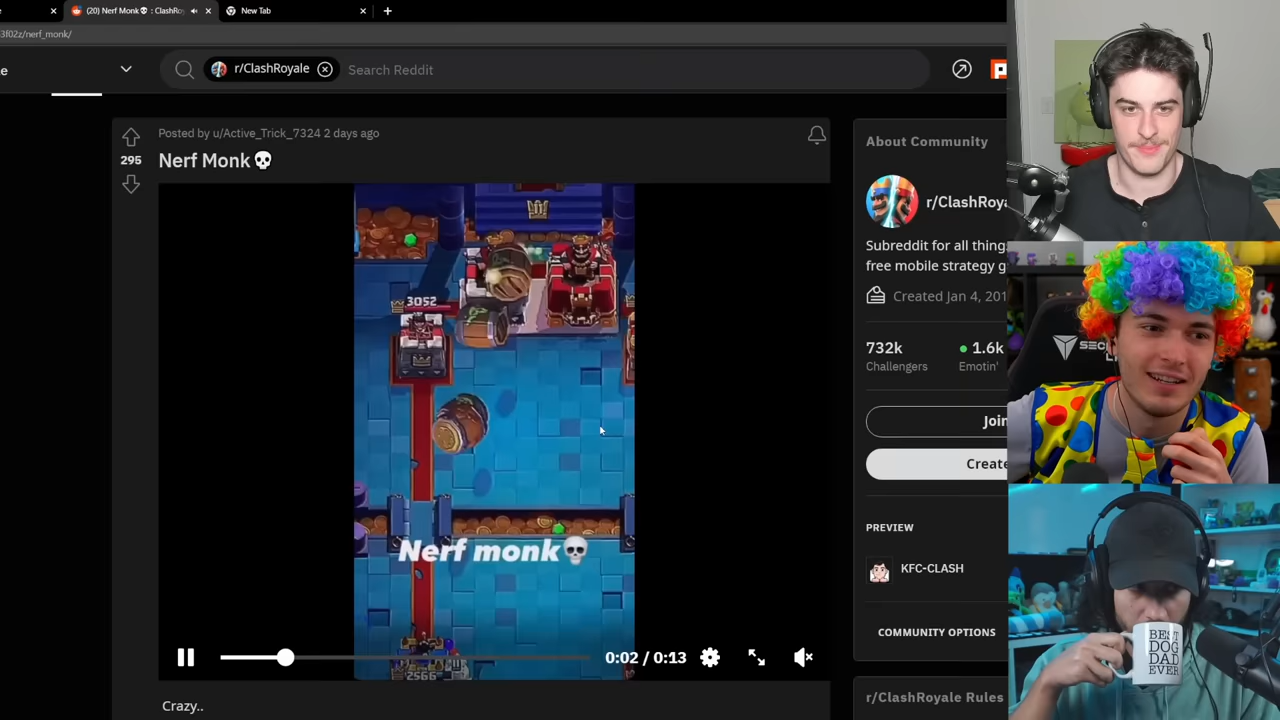 (20) Nerf Monk💀 : ClashRo
New Tab
3f02z/nerf_monk/
e
r/ClashRoyale
Search Reddit
Posted by u/Active_Trick_7324 2 days ago
295
Nerf Monk💀
3052
Nerf monk💀
2566
0:02 / 0:13
Crazy..
About Community
r/ClashRoya
Subreddit for all thing
free mobile strategy g
Created Jan 4, 201
732k
1.6k
Challengers
Emotin'
Join
Create
PREVIEW
KFC-CLASH
COMMUNITY OPTIONS
r/ClashRoyale Rules
SEC
BEST
DOG
DAD
EVER